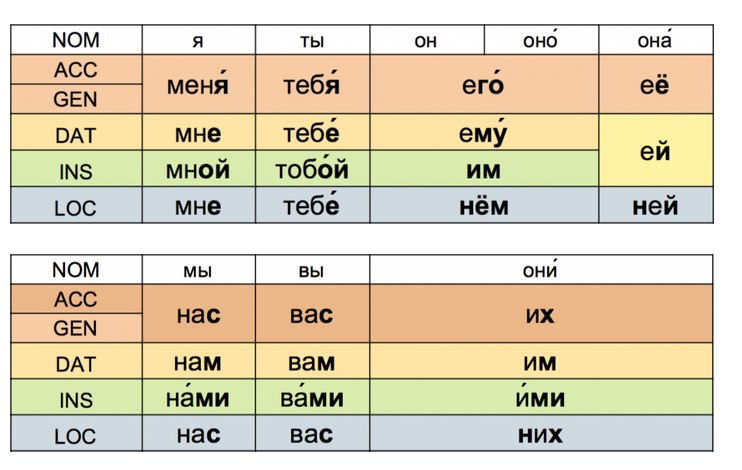 NOM я ты он оно́ она́
ACC
меня́ тебя́ его́ её
GEN
DAT мне тебе́ ему́
ей
INS мной тобо́й им
LOC мне тебе́ нём ней
NOM мы вы они́
ACC
нас вас их
GEN
DAT нам вам им
INS на́ми ва́ми и́ми
LOC нас вас них